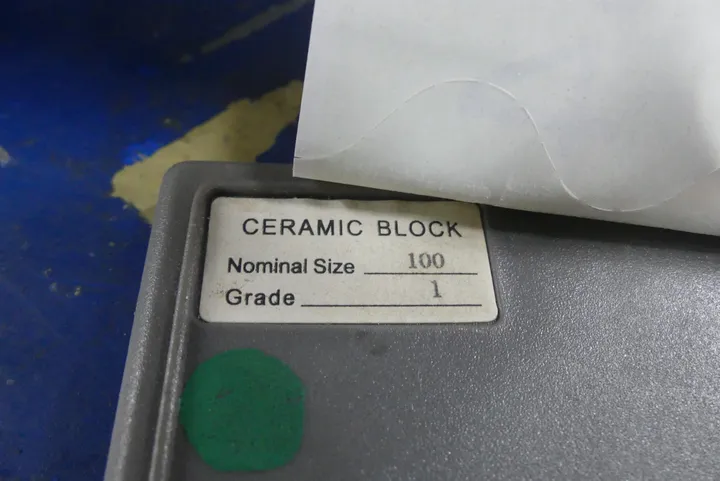 CERAMIC BLOCK
Nominal Size 100
Grade 1